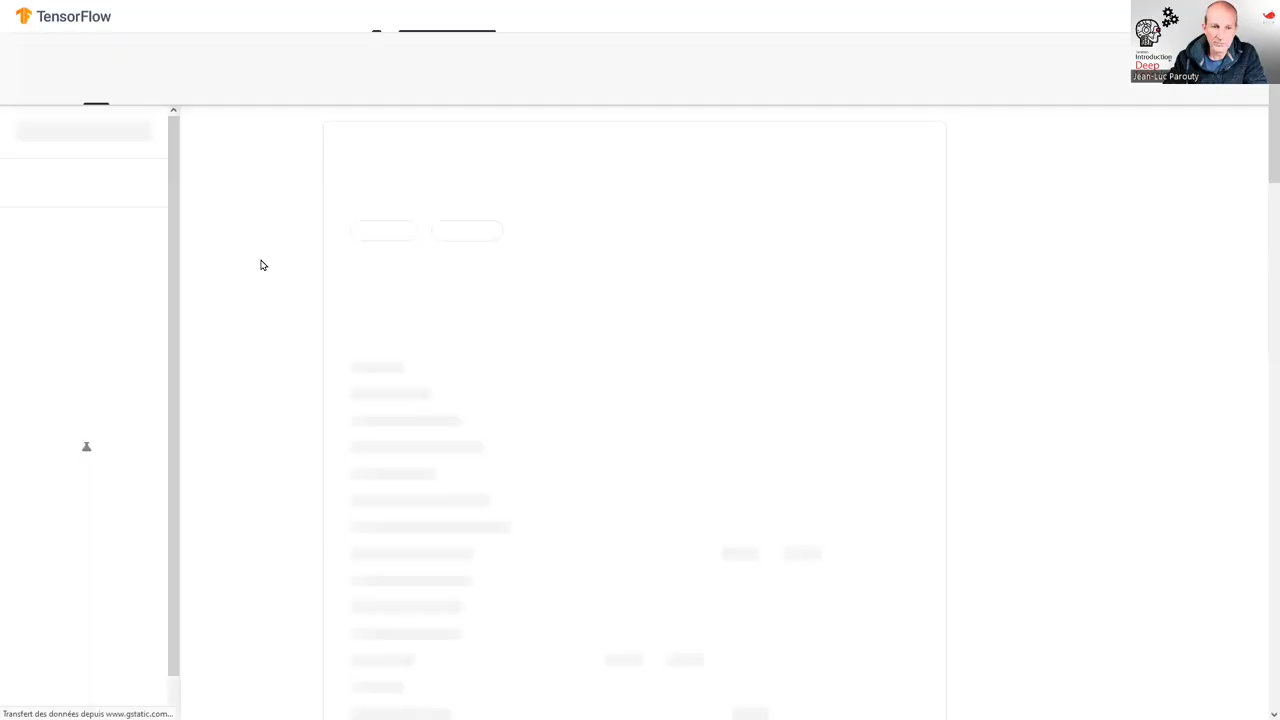 TensorFlow
Introduction
Deep
Jean-Luc Parouty
Transfert des données depuis www.gstatic.com...